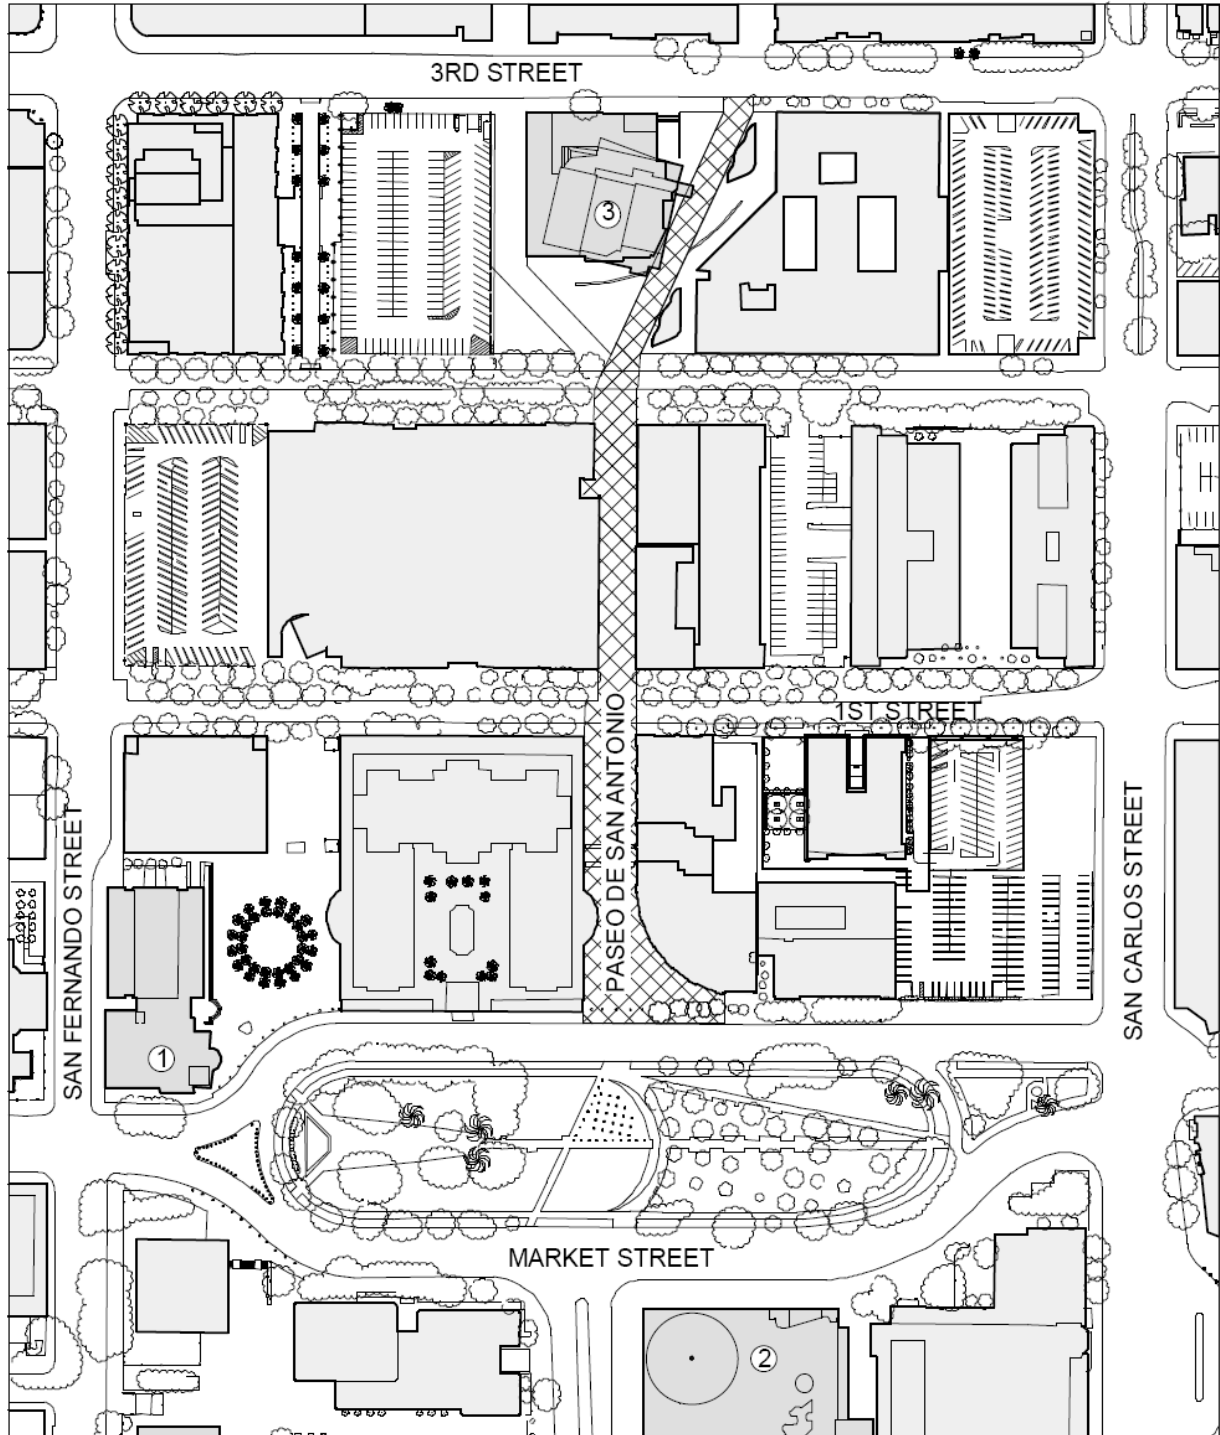 3RD STREET
3
1ST STREET
PASEO DE SAN ANTONIO
SAN FERNANDO STREET
SAN CARLOS STREET
1
MARKET STREET
2